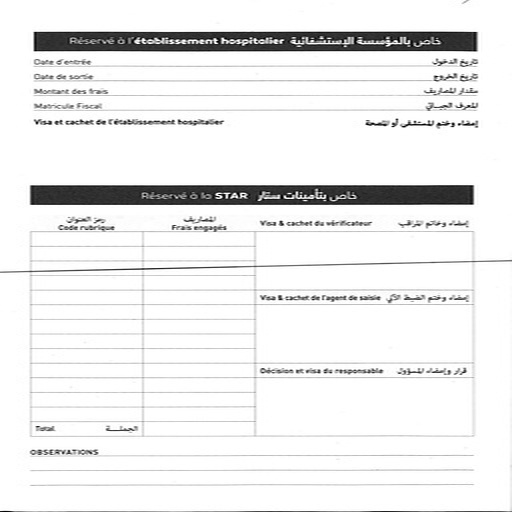 Réservé à l'établissement hospitalier خاص بالمؤسسة الإستشفائية
Date d'entrée تاريخ الدخول
Date de sortie تاريخ الخروج
Montant des frais مقدار المصاريف
Matricule Fiscal المعرف الجبائي
Visa et cachet de l'établissement hospitalier إمضاء وختم المستشفى أو المصحة
Réservé à la STAR خاص بتأمينات ستار
رمز العنوان المصاريف
Code rubrique Frais engagés Visa & cachet du vérificateur إمضاء وخاتم المراقب
Visa & cachet de l'agent de saisie إمضاء وختم الضبط الآلي
Décision et visa du responsable قرار وإمضاء المسؤول
Total الجملة
OBSERVATIONS